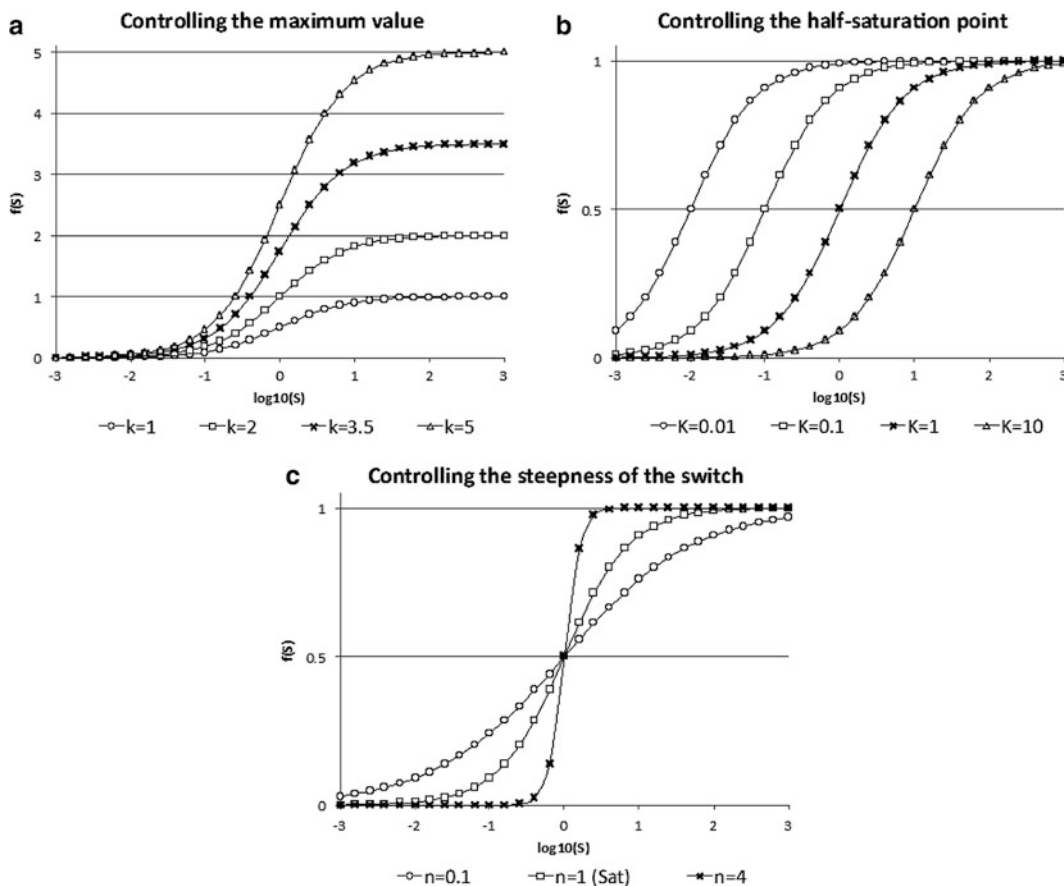 a Controlling the maximum value
5
4
3
2
1
0
f(S)
-3 -2 -1 0 1 2 3
log10(S)
k=1 k=2 k=3.5 k=5
b Controlling the half-saturation point
1
0.5
0
f(S)
-3 -2 -1 0 1 2 3
log10(S)
K=0.01 K=0.1 K=1 K=10
c Controlling the steepness of the switch
1
0.5
0
f(S)
-3 -2 -1 0 1 2 3
log10(S)
n=0.1 n=1 (Sat) n=4